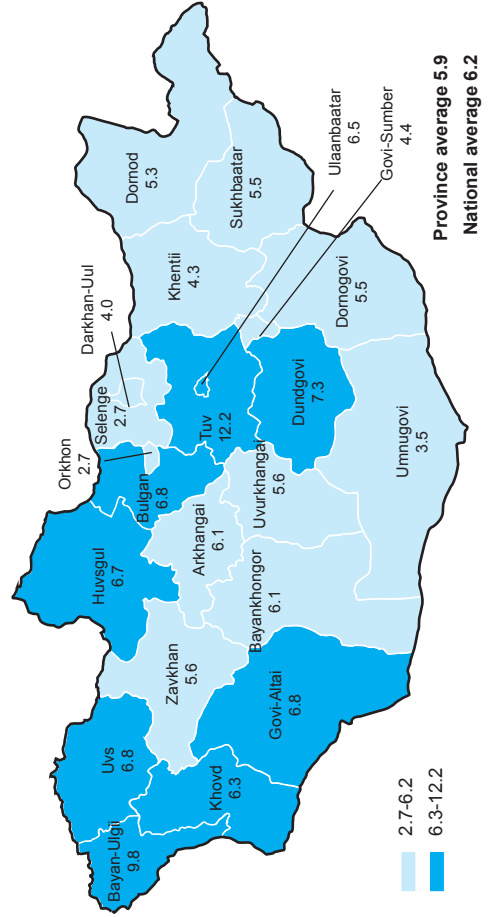 Bayan-Ulgii
9.8
Uvs
6.8
Khovd
6.3
Govi-Altai
6.8
Zavkhan
5.6
Huvsgul
6.7
Bayankhongor
6.1
Arkhangai
6.1
Orkhon
2.7
Bulgan
6.8
Uvurkhangai
5.6
Selenge
2.7
Darkhan-Uul
4.0
Tuv
12.2
Dundgovi
7.3
Umnugovi
3.5
Khentii
4.3
Dornod
5.3
Sukhbaatar
5.5
Dornogovi
5.5
Ulaanbaatar
6.5
Govi-Sumber
4.4
2.7-6.2
6.3-12.2
Province average 5.9
National average 6.2